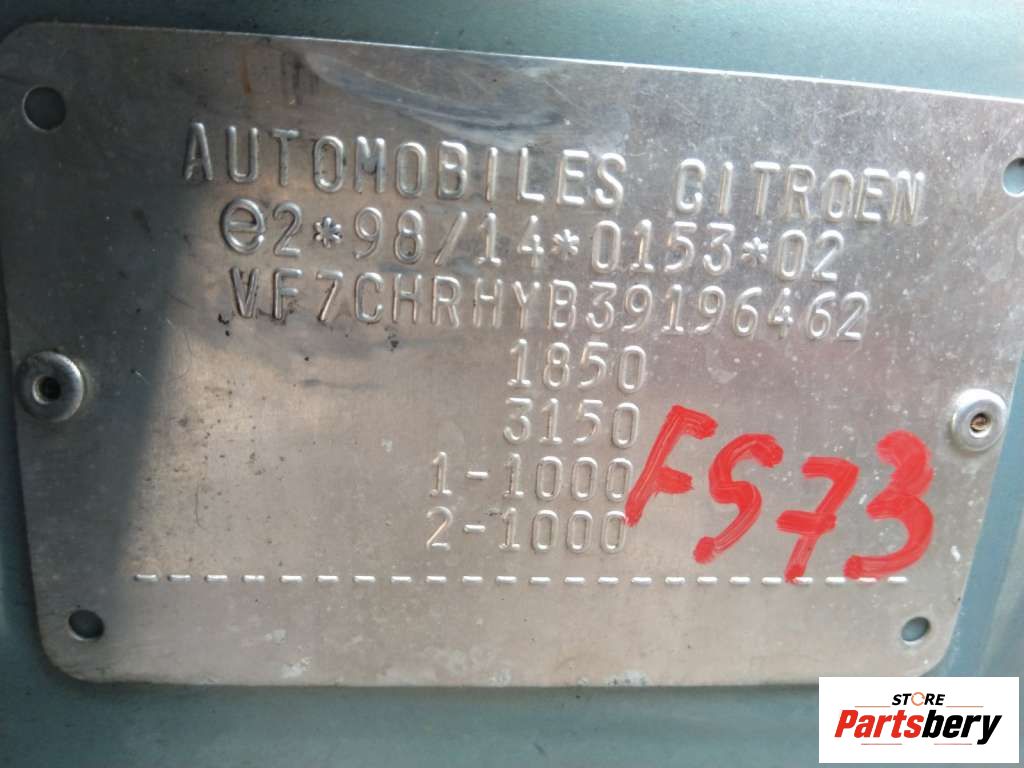 AUTOMOBILES CITROEN
e2*98/14*0153*02
VF7CHRHYB39196462
1850
3150
1-1000
2-1000
FS73
-----------------------
STORE
Partsbery